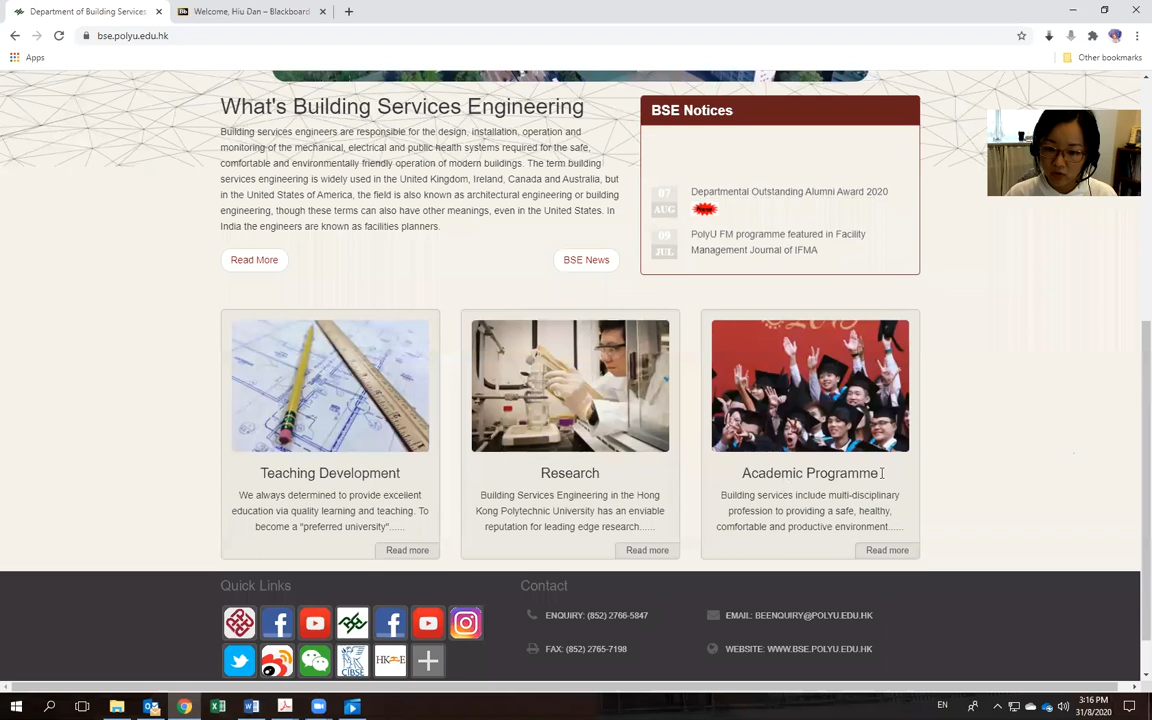 Department of Building Services
Welcome, Hiu Dan – Blackboard
bse.polyu.edu.hk
Apps
Other bookmarks
What's Building Services Engineering
Building services engineers are responsible for the design, installation, operation and
monitoring of the mechanical, electrical and public health systems required for the safe,
comfortable and environmentally friendly operation of modern buildings. The term building
services engineering is widely used in the United Kingdom, Ireland, Canada and Australia, but
in the United States of America, the field is also known as architectural engineering or building
engineering, though these terms can also have other meanings, even in the United States. In
India the engineers are known as facilities planners.
Read More
BSE News
BSE Notices
07
AUG
Departmental Outstanding Alumni Award 2020
New
09
JUL
PolyU FM programme featured in Facility
Management Journal of IFMA
Teaching Development
We always determined to provide excellent
education via quality learning and teaching. To
become a "preferred university"......
Read more
Research
Building Services Engineering in the Hong
Kong Polytechnic University has an enviable
reputation for leading edge research......
Read more
Academic Programme
Building services include multi-disciplinary
profession to providing a safe, healthy,
comfortable and productive environment......
Read more
Quick Links
CIBSE
Contact
ENQUIRY: (852) 2766-5847
EMAIL: BEENQUIRY@POLYU.EDU.HK
FAX: (852) 2765-7198
WEBSITE: WWW.BSE.POLYU.EDU.HK
EN
3:16 PM
31/8/2020